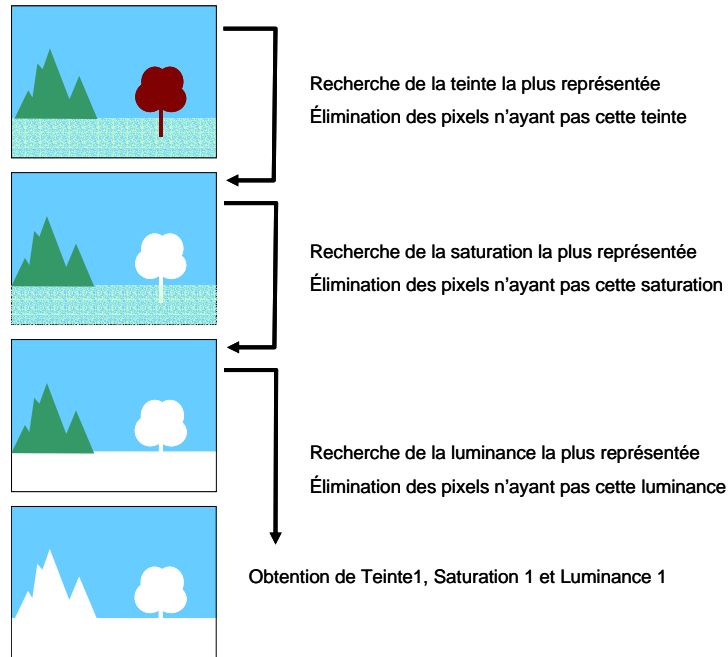 Recherche de la teinte la plus représentée
Élimination des pixels n'ayant pas cette teinte
Recherche de la saturation la plus représentée
Élimination des pixels n'ayant pas cette saturation
Recherche de la luminance la plus représentée
Élimination des pixels n'ayant pas cette luminance
Obtention de Teinte1, Saturation 1 et Luminance 1